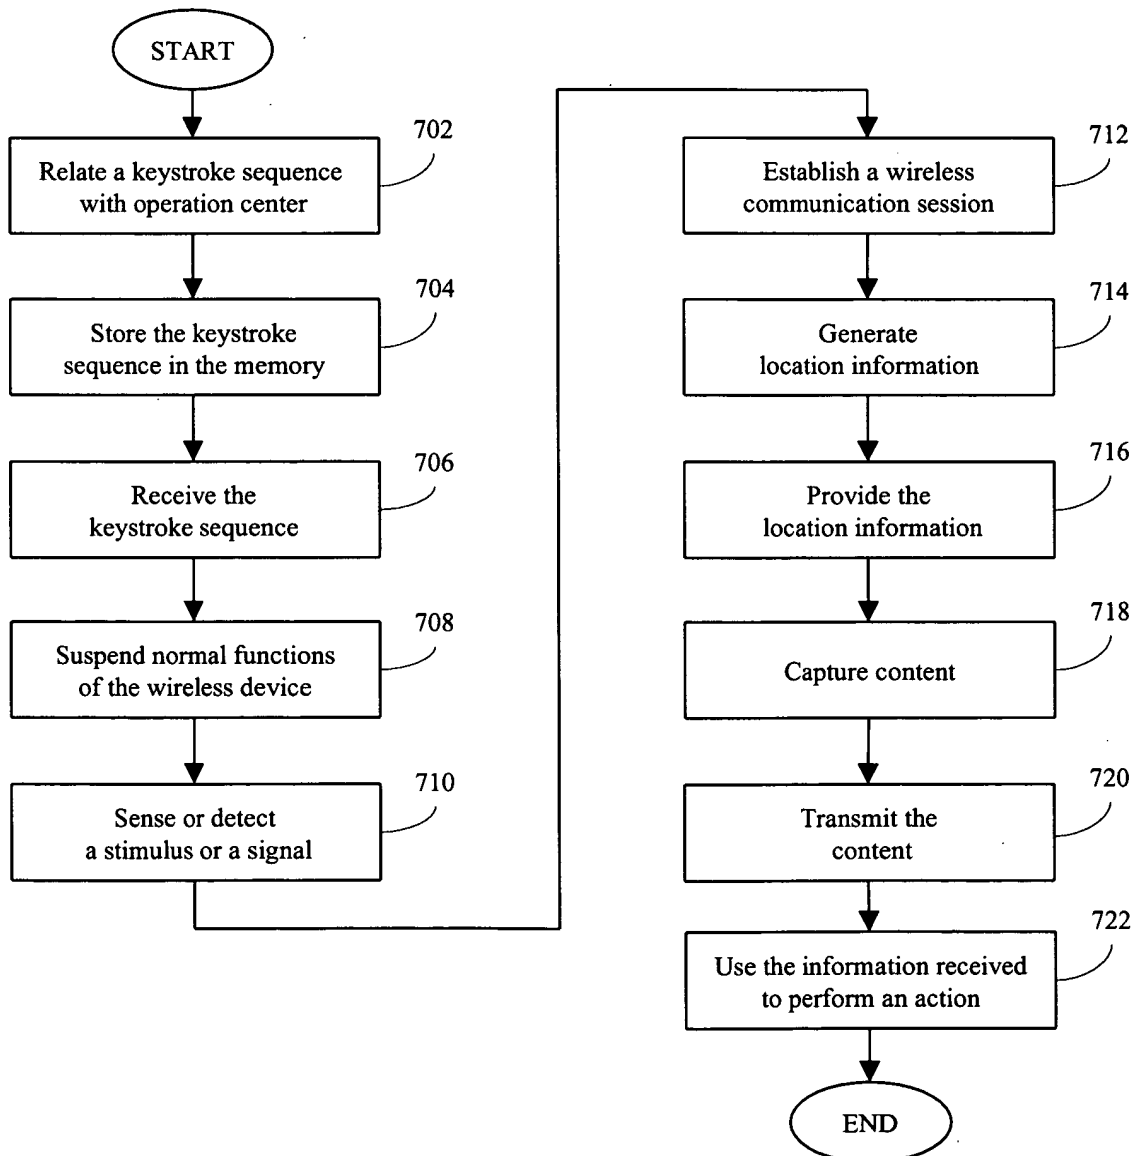 START
702
Relate a keystroke sequence
with operation center
704
Store the keystroke
sequence in the memory
706
Receive the
keystroke sequence
708
Suspend normal functions
of the wireless device
710
Sense or detect
a stimulus or a signal
712
Establish a wireless
communication session
714
Generate
location information
716
Provide the
location information
718
Capture content
720
Transmit the
content
722
Use the information received
to perform an action
END